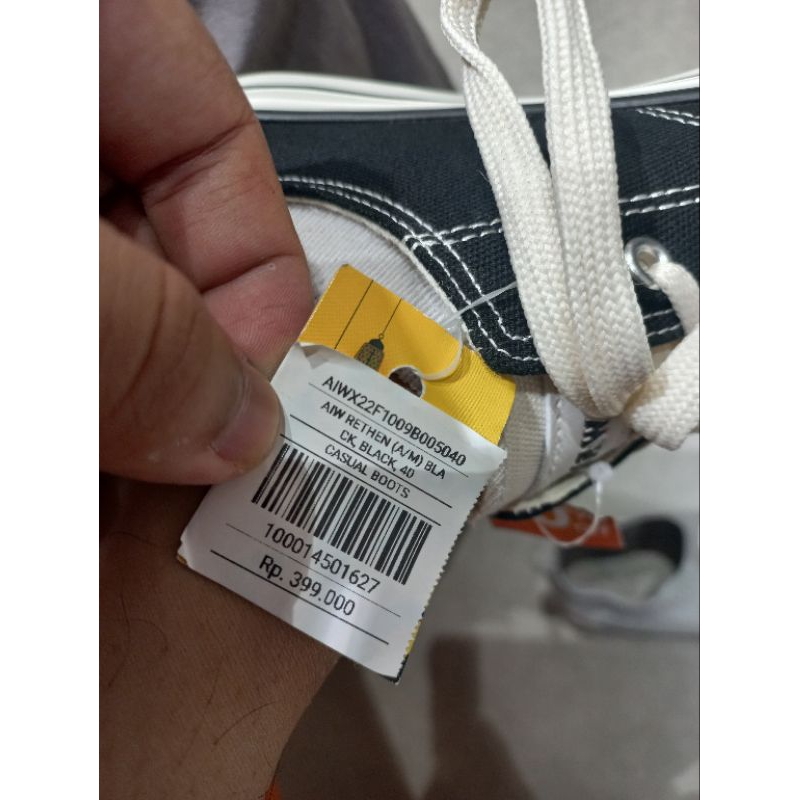 AIWX22F1009B005040
AIW RETHEN (A/M) BLA
CK, BLACK, 40
CASUAL BOOTS
100014501627
Rp. 399.000